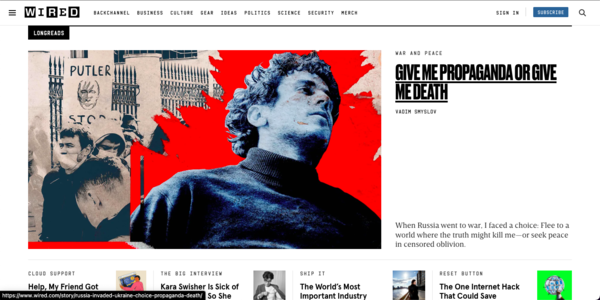 WIRED
BACKCHANNEL BUSINESS CULTURE GEAR IDEAS POLITICS SCIENCE SECURITY MERCH
SIGN IN
SUBSCRIBE
LONGREADS
PUTLER
STOP
WAR AND PEACE
GIVE ME PROPAGANDA OR GIVE
ME DEATH
VADIM SMYSLOV
When Russia went to war, I faced a choice: Flee to a
world where the truth might kill me—or seek peace
in censored oblivion.
CLOUD SUPPORT
Help, My Friend Got
THE BIG INTERVIEW
Kara Swisher Is Sick of
So She
SHIP IT
The World's Most
Important Industry
RESET BUTTON
The One Internet Hack
That Could Save
https://www.wired.com/story/russia-invaded-ukraine-choice-propaganda-death/